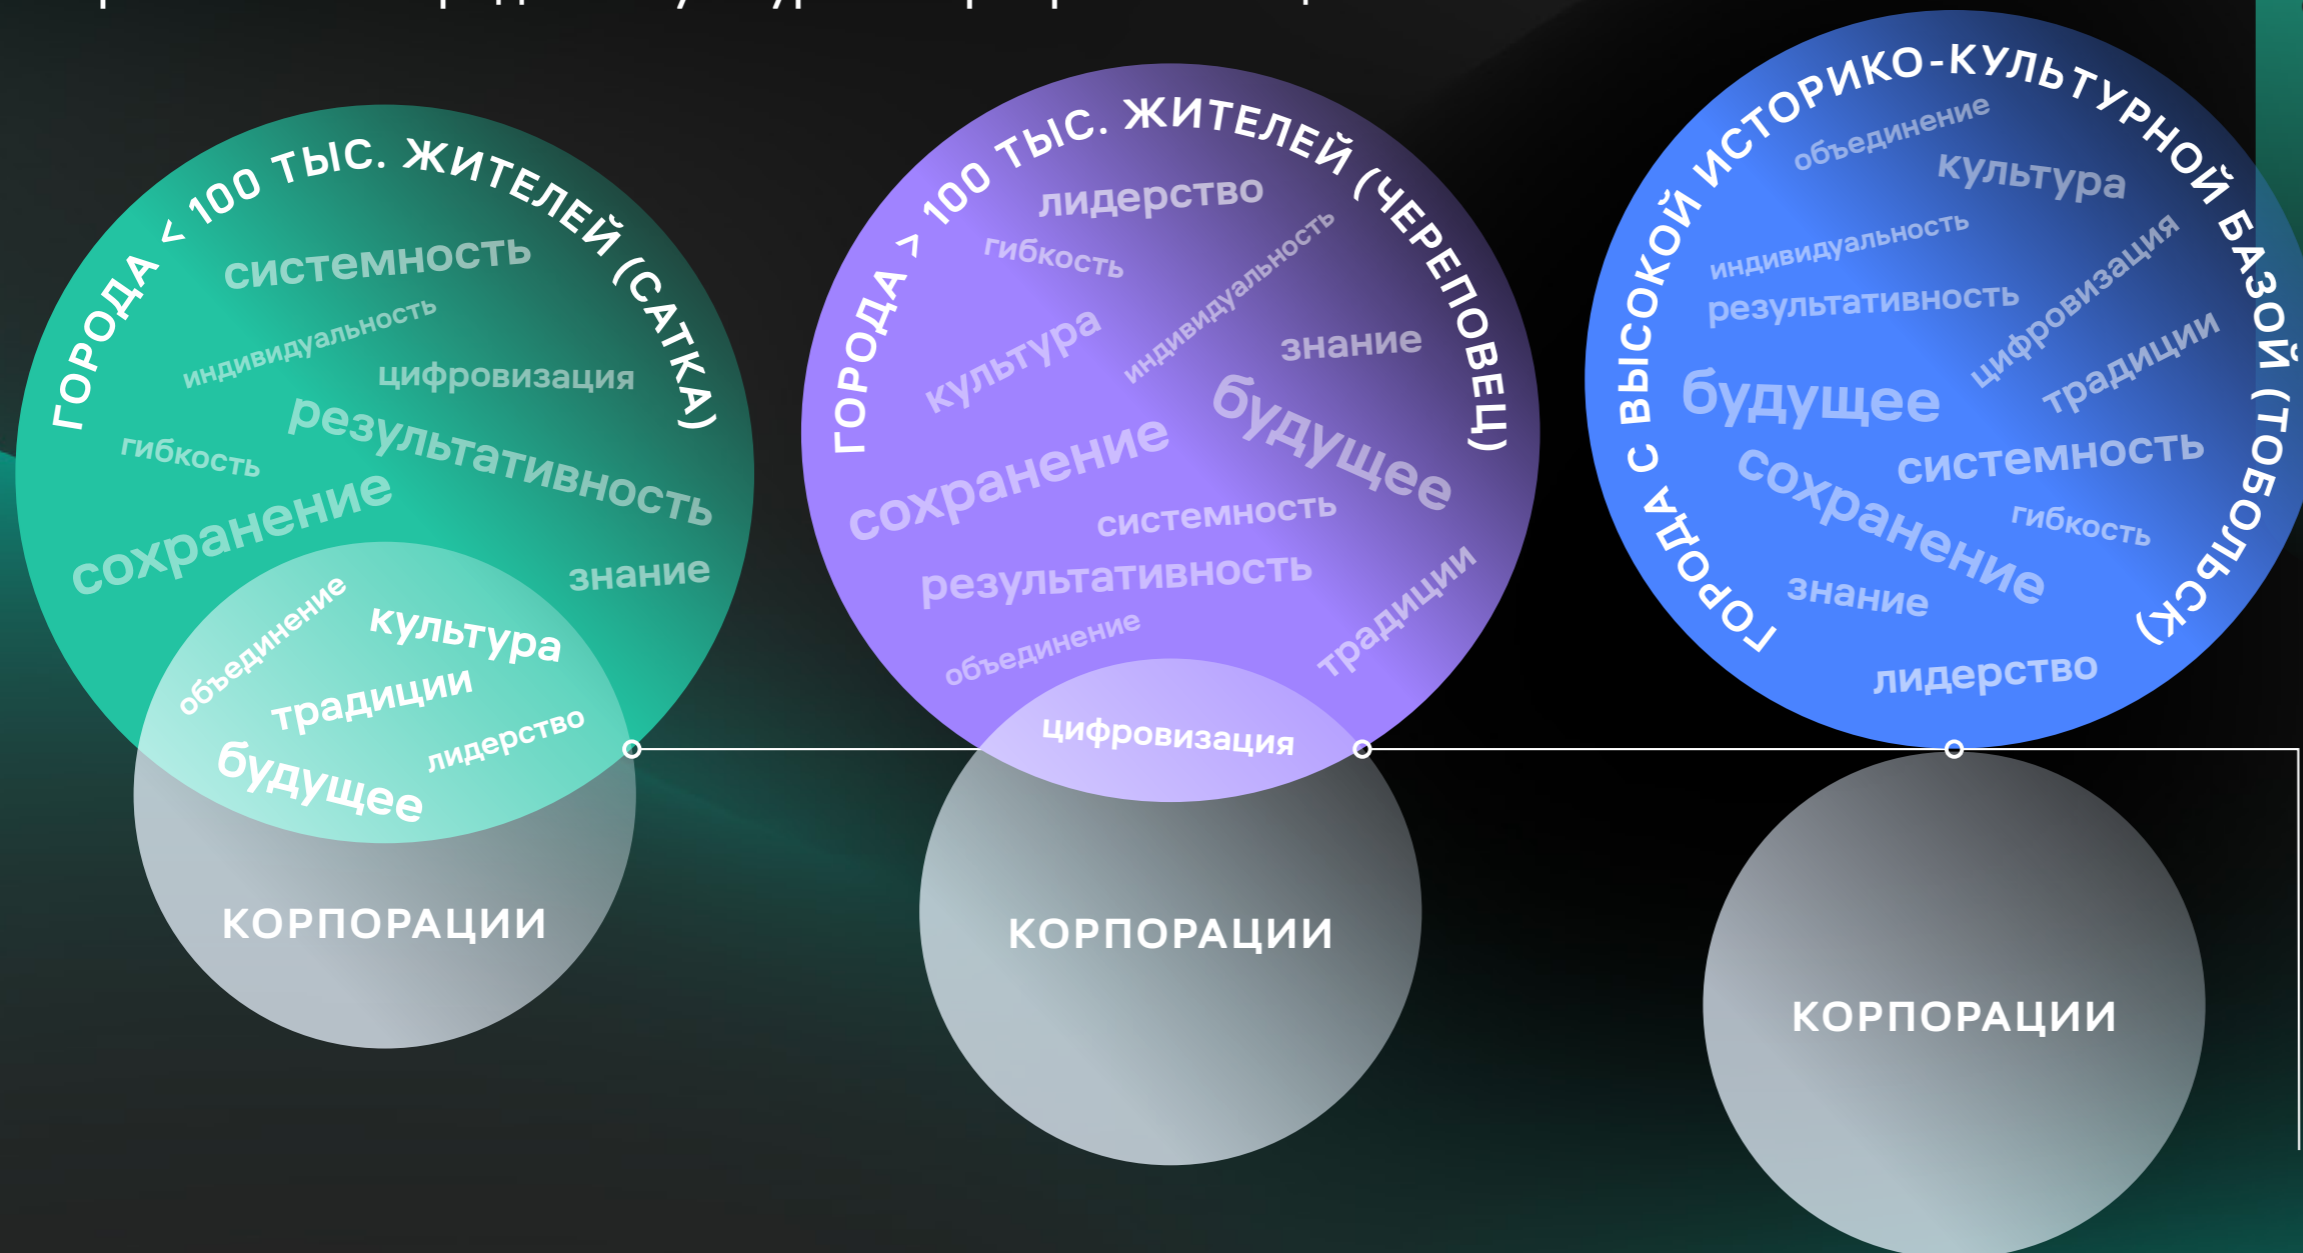 ГОРОДА < 100 ТЫС. ЖИТЕЛЕЙ (САТКА)
системность
индивидуальность
цифровизация
результативность
гибкость
сохранение
знание
объединение
культура
традиции
лидерство
будущее
КОРПОРАЦИИ
ГОРОДА > 100 ТЫС. ЖИТЕЛЕЙ (ЧЕРЕПОВЕЦ)
лидерство
гибкость
индивидуальность
культура
знание
будущее
сохранение
системность
результативность
традиции
объединение
цифровизация
КОРПОРАЦИИ
ГОРОДА С ВЫСОКОЙ ИСТОРИКО-КУЛЬТУРНОЙ БАЗОЙ (ТОБОЛЬСК)
объединение
культура
индивидуальность
цифровизация
результативность
традиции
будущее
системность
сохранение
гибкость
знание
лидерство
КОРПОРАЦИИ